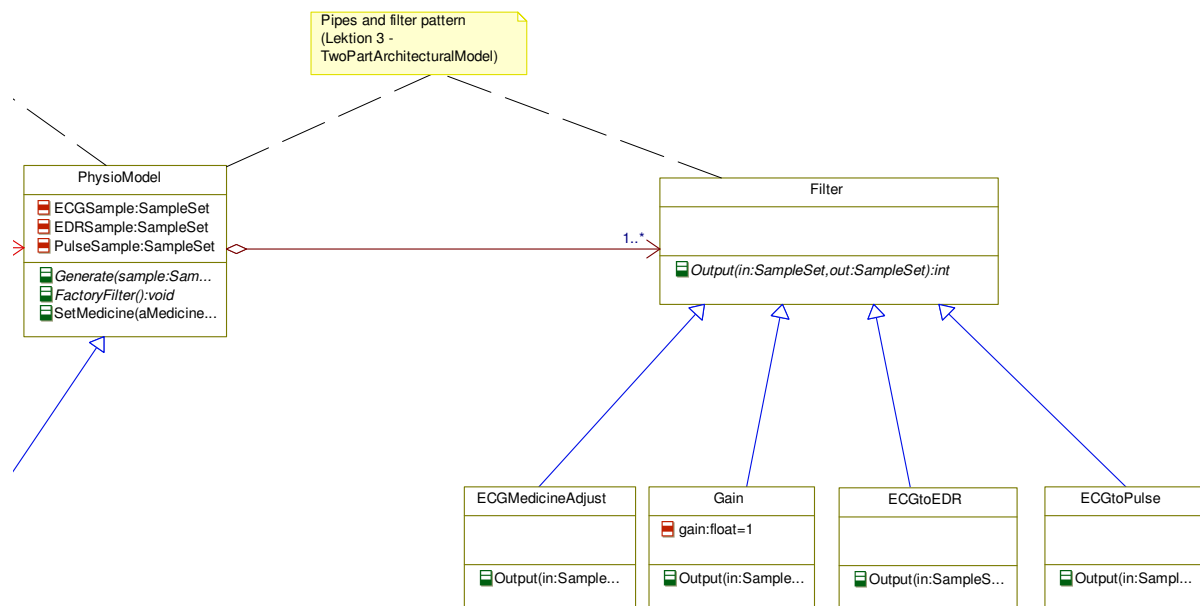 Pipes and filter pattern
(Lektion 3 -
TwoPartArchitecturalModel)
PhysioModel
ECGSample:SampleSet
EDRSample:SampleSet
PulseSample:SampleSet
Generate(sample:Sam...
FactoryFilter():void
SetMedicine(aMedicine...
1..*
Filter
Output(in:SampleSet,out:SampleSet):int
ECGMedicineAdjust
Output(in:Sample...
Gain
gain:float=1
Output(in:Sample...
ECGtoEDR
Output(in:SampleS...
ECGtoPulse
Output(in:Sampl...